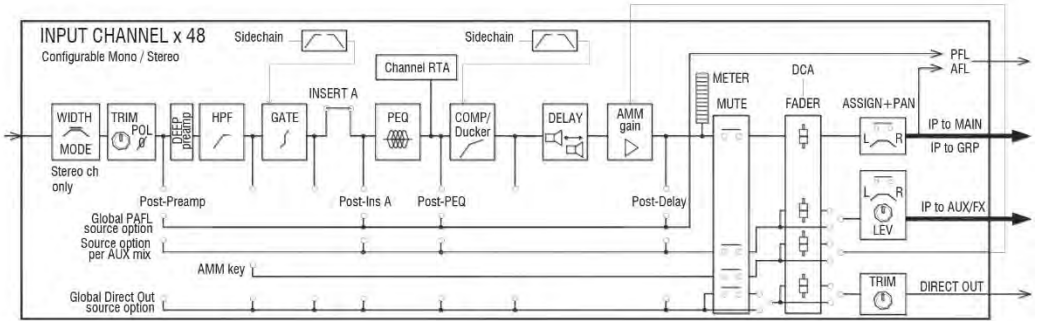 INPUT CHANNEL x 48
Configurable Mono / Stereo
Sidechain
Sidechain
Channel RTA
INSERT A
METER
DCA
PFL
AFL
WIDTH
MODE
Stereo ch
only
TRIM
POL
Ø
DEEP
preamp
HPF
GATE
PEQ
COMP/
Ducker
DELAY
AMM
gain
MUTE
FADER
ASSIGN+PAN
L R
IP to MAIN
IP to GRP
Post-Preamp
Post-Ins A
Post-PEQ
Post-Delay
L R
LEV
IP to AUX/FX
Global PAFL
source option
Source option
per AUX mix
AMM key
Global Direct Out
source option
TRIM
DIRECT OUT